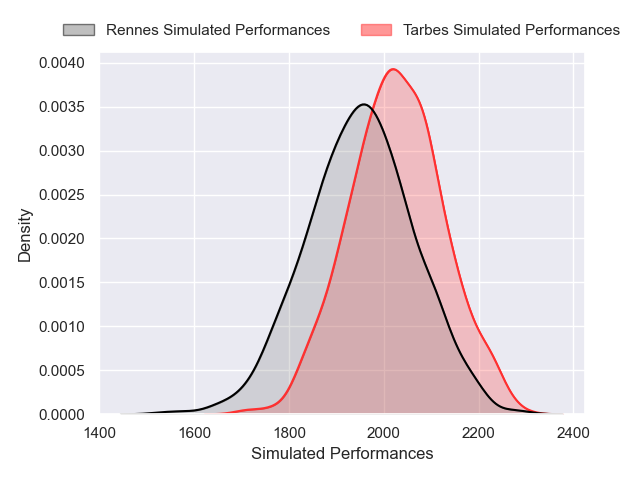 Rennes Simulated Performances
Tarbes Simulated Performances
0.0040
0.0035
0.0030
0.0025
0.0020
0.0015
0.0010
0.0005
0.0000
Density
1400 1600 1800 2000 2200 2400
Simulated Performances